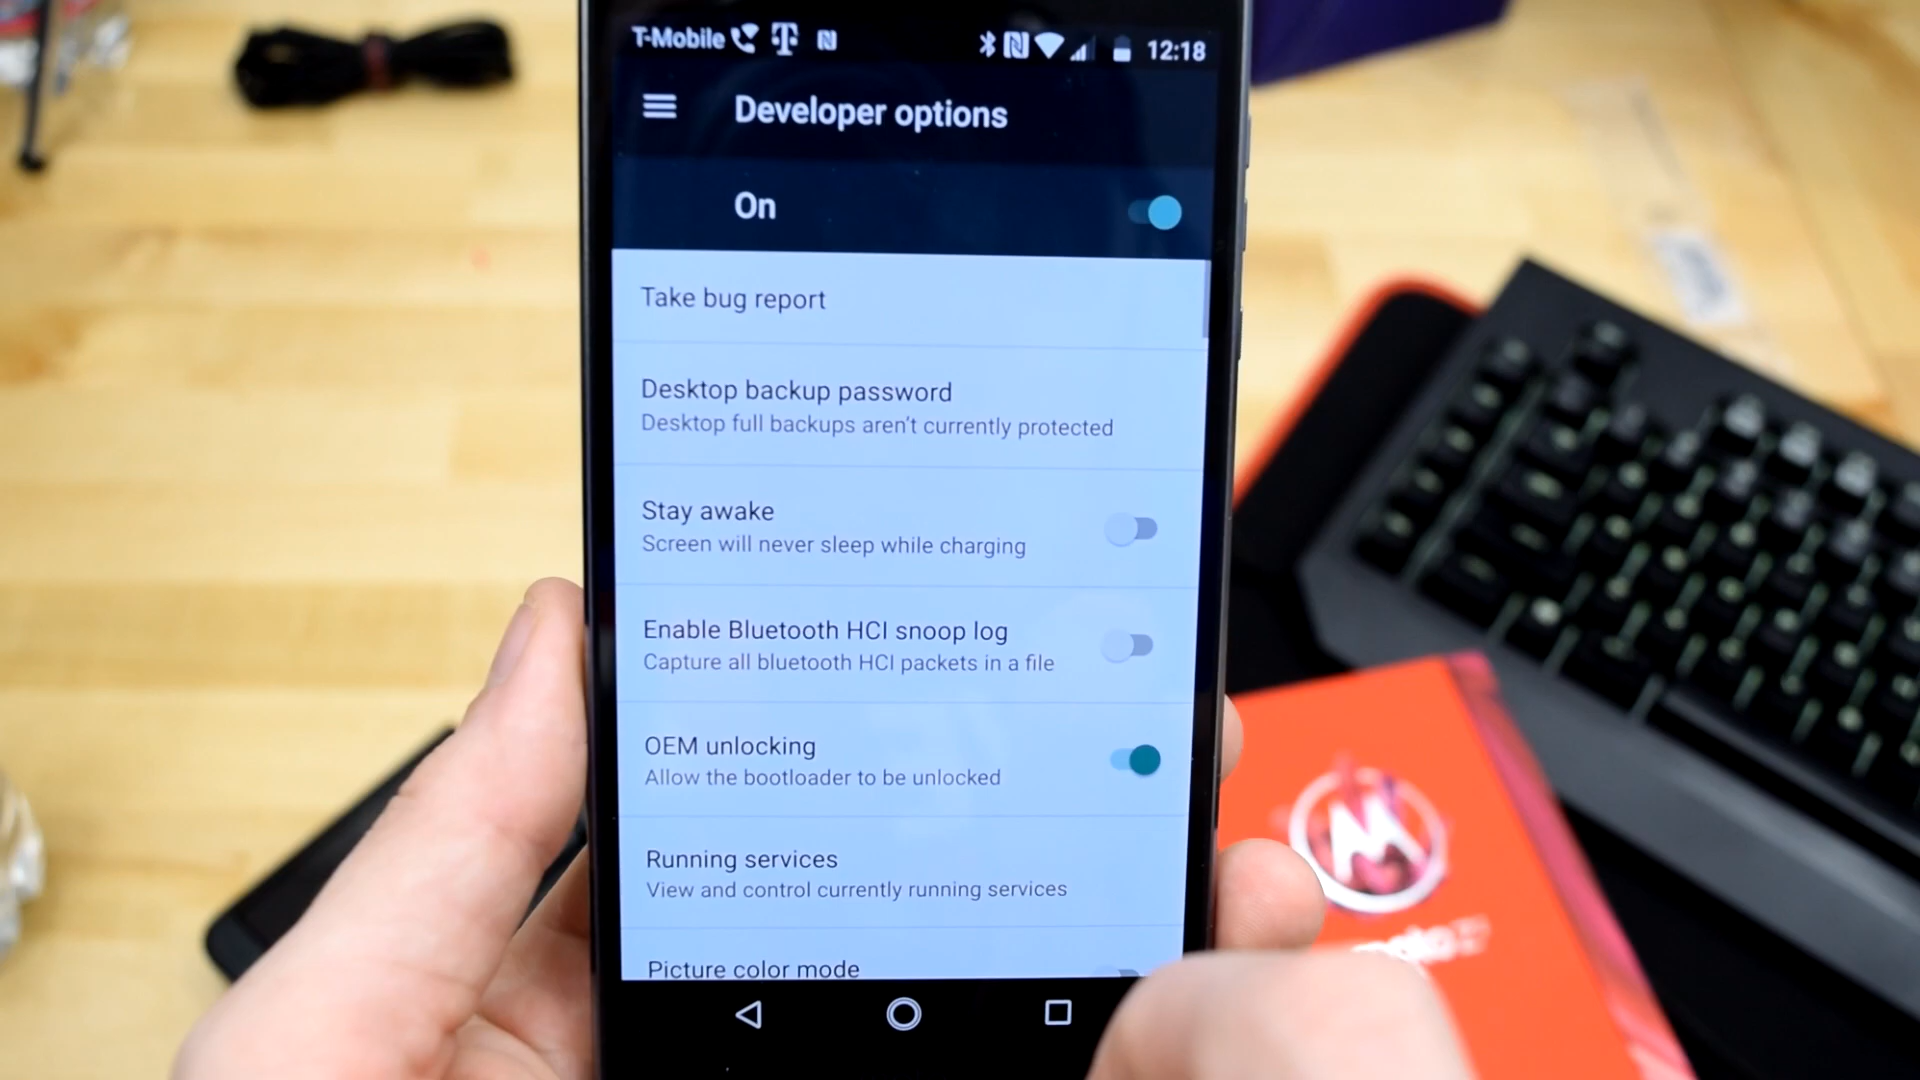 T-Mobile 12:18
Developer options
On
Take bug report
Desktop backup password
Desktop full backups aren't currently protected
Stay awake
Screen will never sleep while charging
Enable Bluetooth HCI snoop log
Capture all bluetooth HCI packets in a file
OEM unlocking
Allow the bootloader to be unlocked
Running services
View and control currently running services
Picture color mode